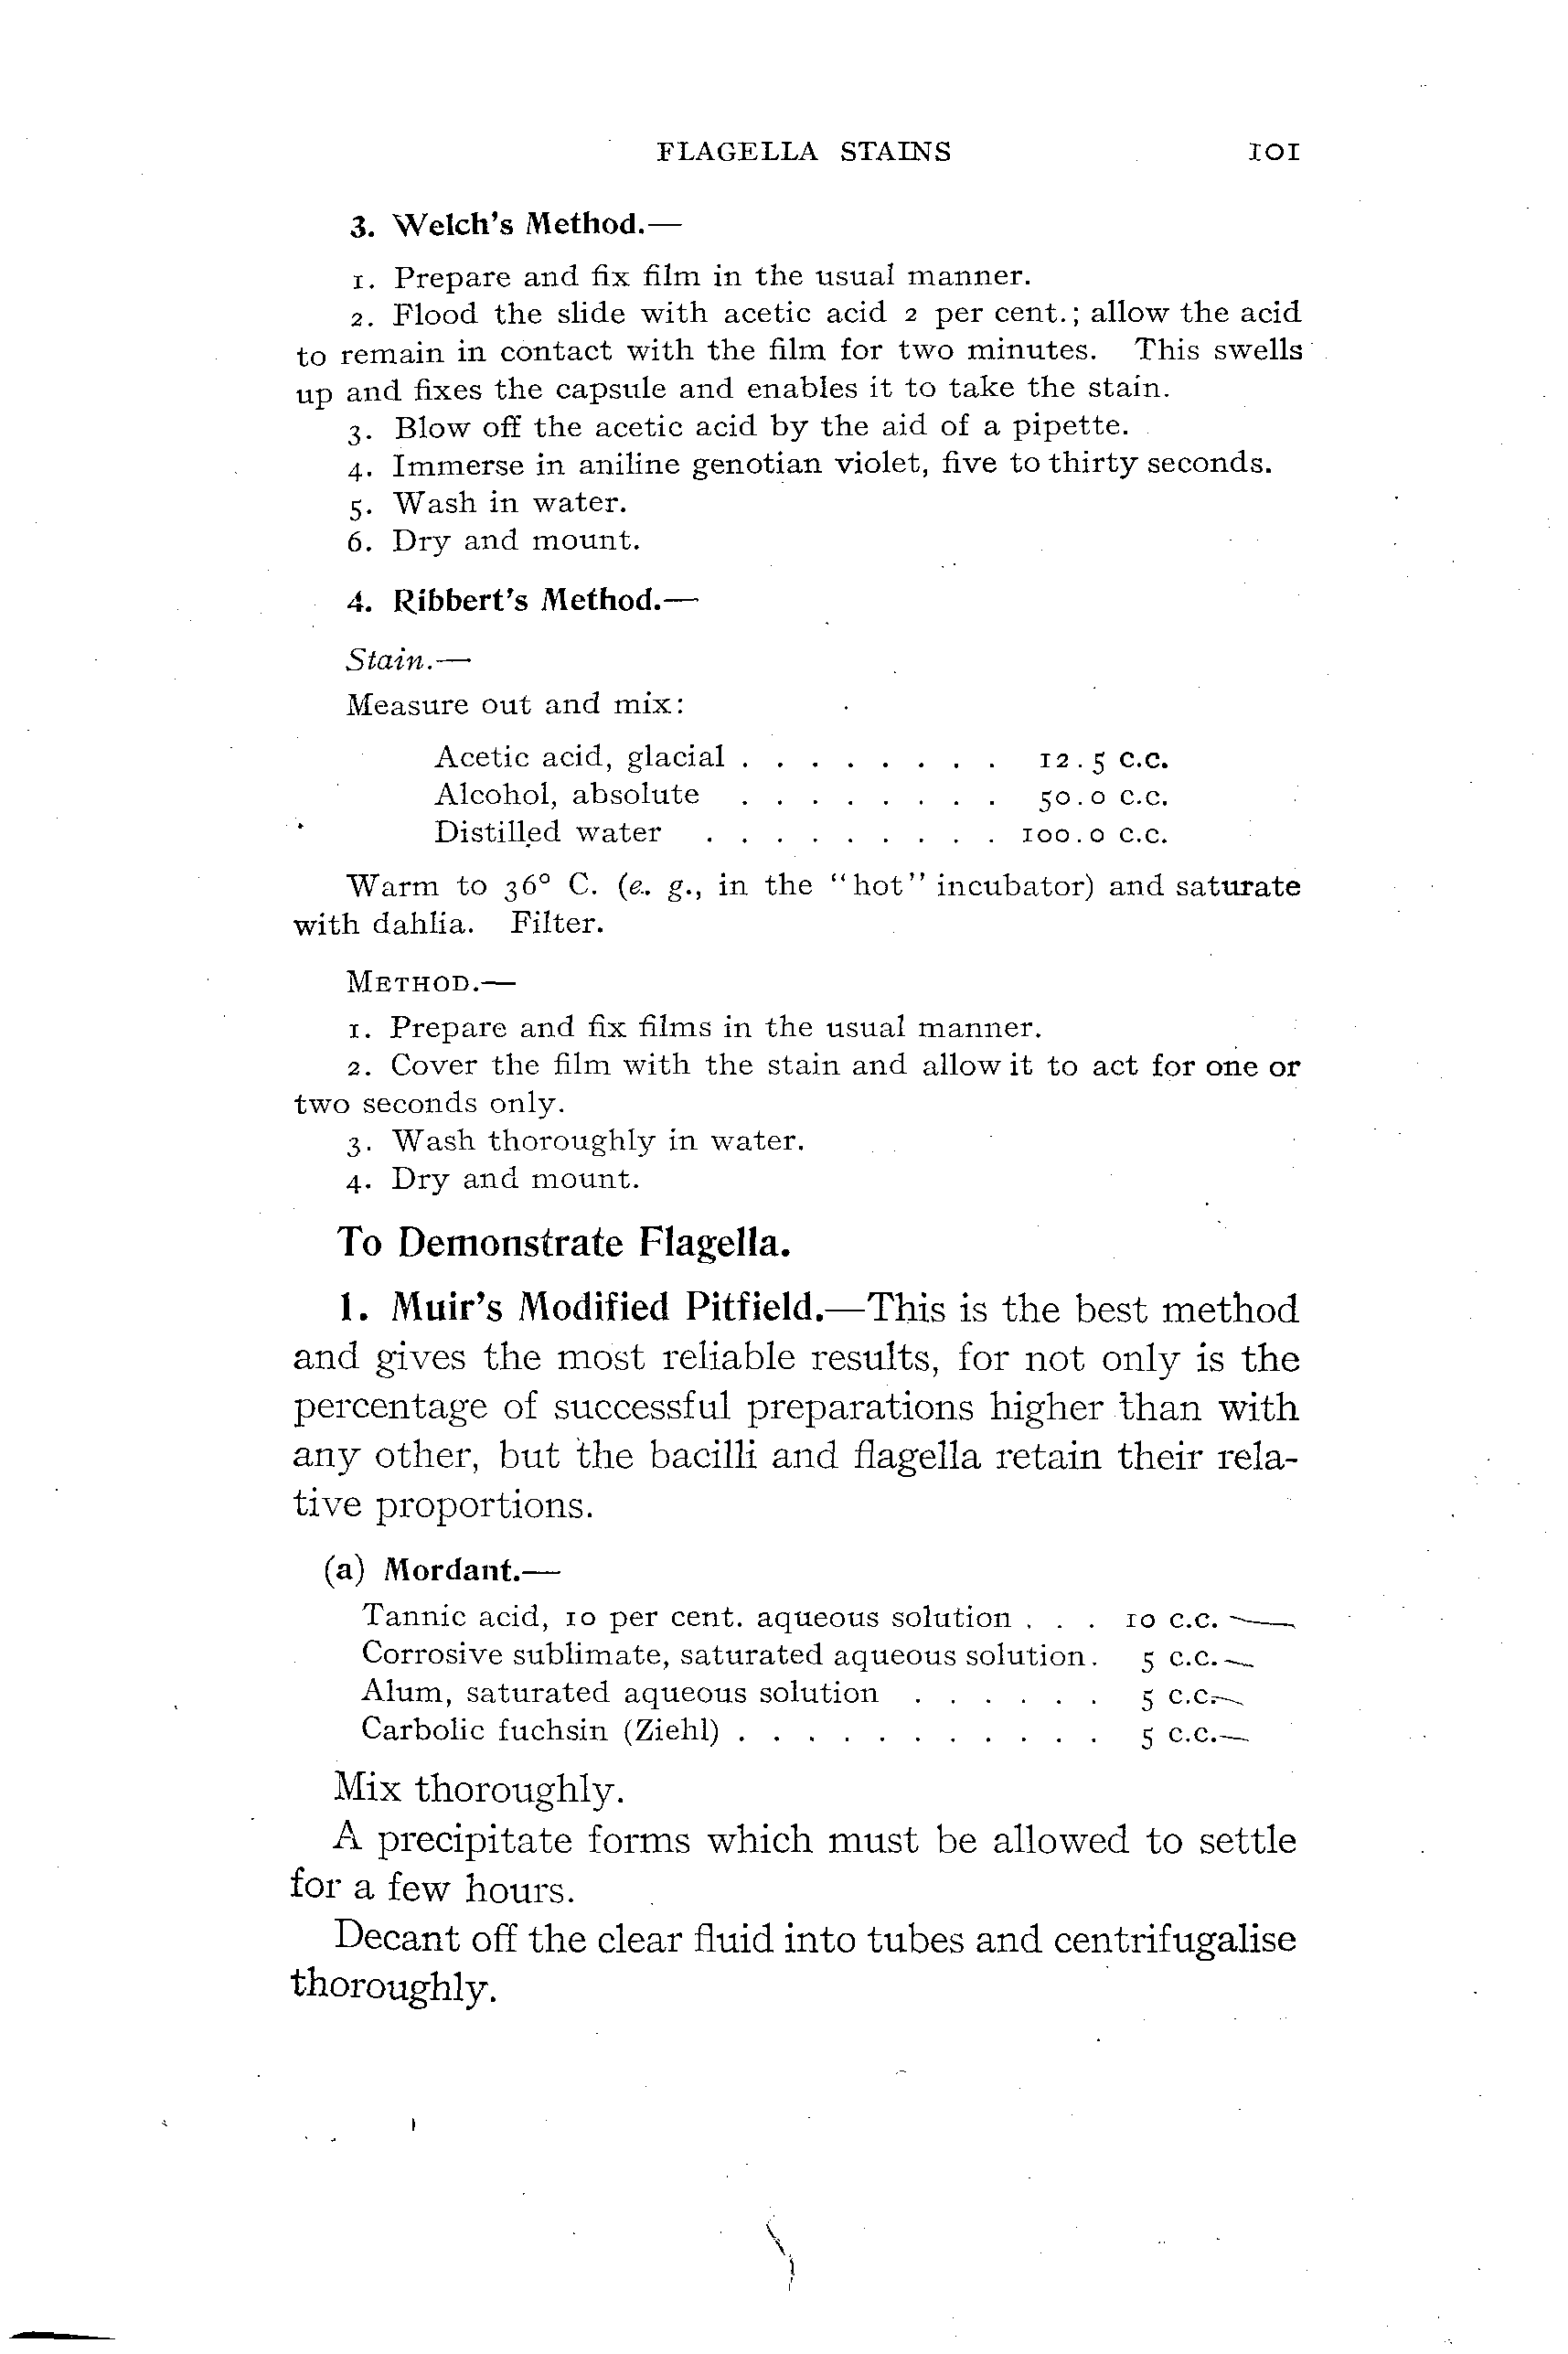 FLAGELLA STAINS 101
3. Welch's Method.—
1. Prepare and fix film in the usual manner.
2. Flood the slide with acetic acid 2 per cent.; allow the acid
to remain in contact with the film for two minutes. This swells
up and fixes the capsule and enables it to take the stain.
3. Blow off the acetic acid by the aid of a pipette.
4. Immerse in aniline genotian violet, five to thirty seconds.
5. Wash in water.
6. Dry and mount.
4. Ribbert's Method.—
Stain.—
Measure out and mix:
Acetic acid, glacial . . . . . . . . 12.5 c.c.
Alcohol, absolute . . . . . . . . 50.0 c.c.
Distilled water . . . . . . . . . 100.0 c.c.
Warm to 36° C. (e. g., in the "hot" incubator) and saturate
with dahlia. Filter.
METHOD.—
1. Prepare and fix films in the usual manner.
2. Cover the film with the stain and allow it to act for one or
two seconds only.
3. Wash thoroughly in water.
4. Dry and mount.
To Demonstrate Flagella.
1. Muir's Modified Pitfield.—This is the best method
and gives the most reliable results, for not only is the
percentage of successful preparations higher than with
any other, but the bacilli and flagella retain their rela-
tive proportions.
(a) Mordant.—
Tannic acid, 10 per cent. aqueous solution . . . 10 c.c.
Corrosive sublimate, saturated aqueous solution. 5 c.c.
Alum, saturated aqueous solution . . . . . . 5 c.c.
Carbolic fuchsin (Ziehl) . . . . . . . . . . . 5 c.c.
Mix thoroughly.
A precipitate forms which must be allowed to settle
for a few hours.
Decant off the clear fluid into tubes and centrifugalise
thoroughly.